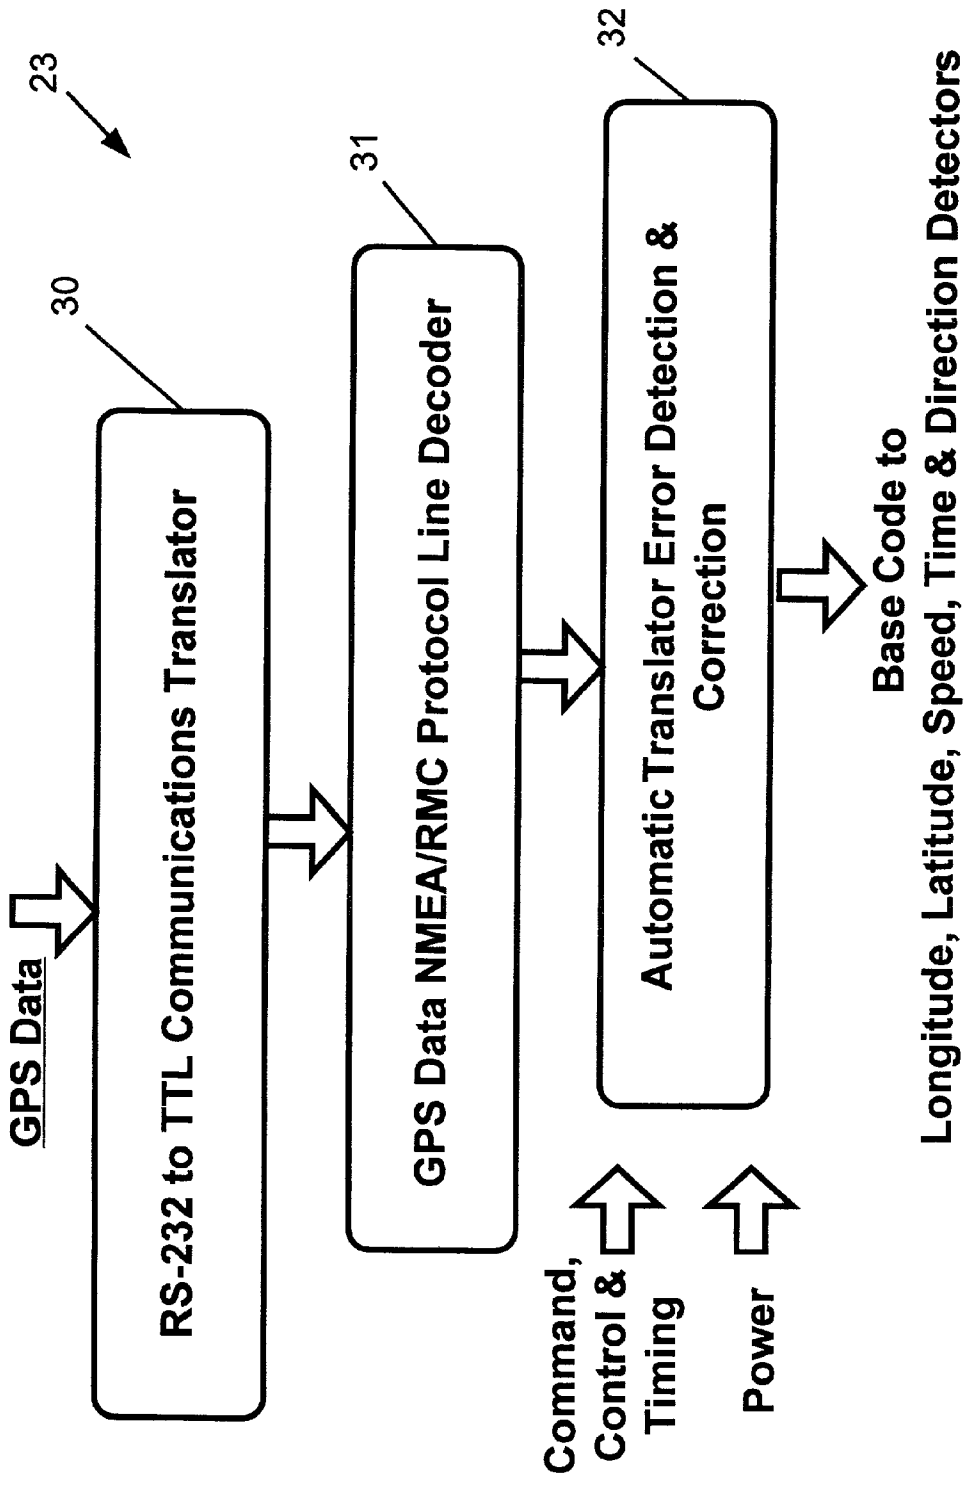 23
GPS Data
30
RS-232 to TTL Communications Translator
31
GPS Data NMEA/RMC Protocol Line Decoder
32
Automatic Translator Error Detection &
Correction
Command,
Control &
Timing
Power
Base Code to
Longitude, Latitude, Speed, Time & Direction Detectors